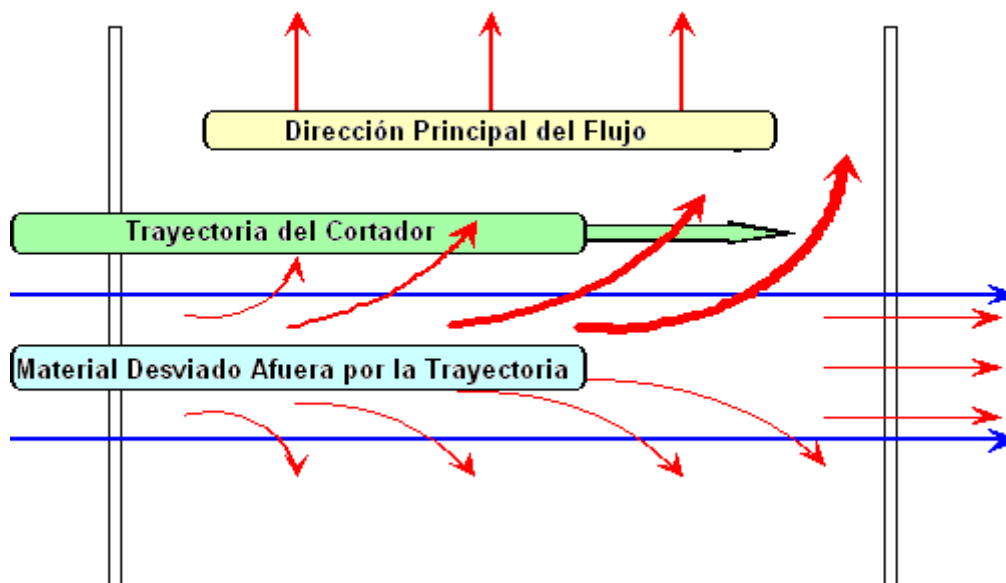 Dirección Principal del Flujo
Trayectoria del Cortador
Material Desviado Afuera por la Trayectoria